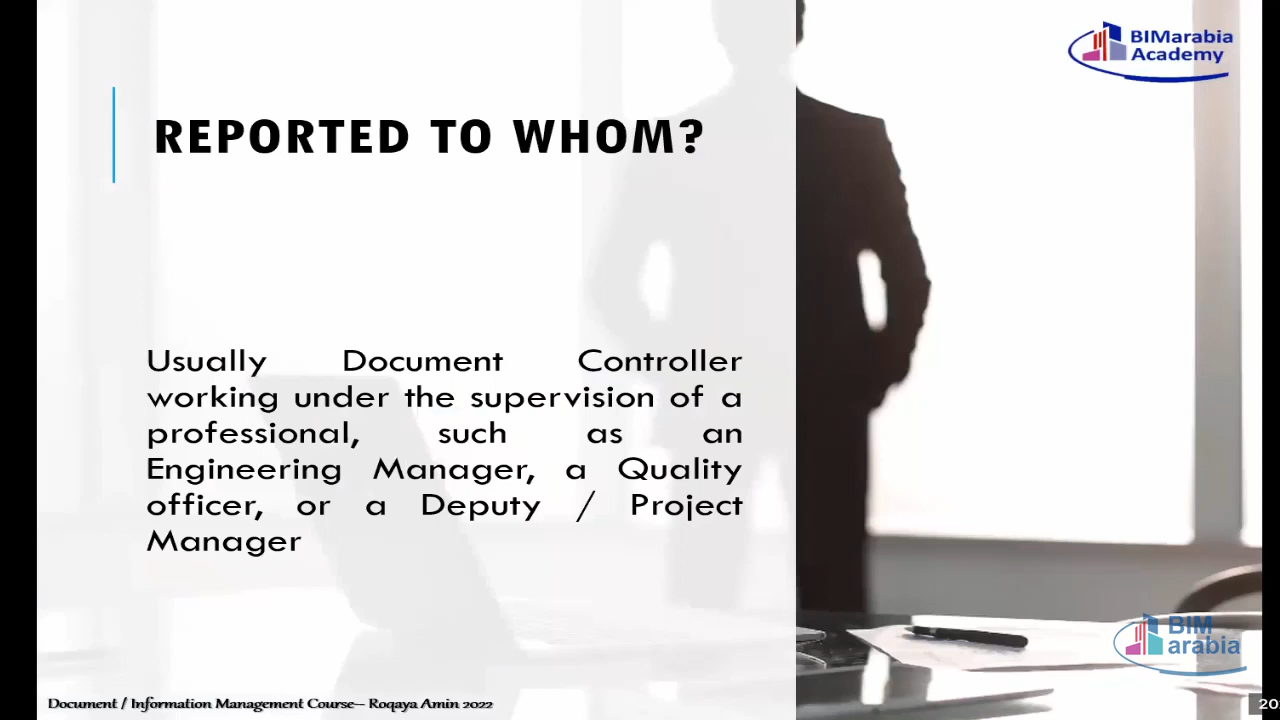 BIMarabia
Academy
REPORTED TO WHOM?
Usually Document Controller
working under the supervision of a
professional, such as an
Engineering Manager, a Quality
officer, or a Deputy / Project
Manager
BIM
arabia
Document / Information Management Course– Roqaya Amin 2022
20